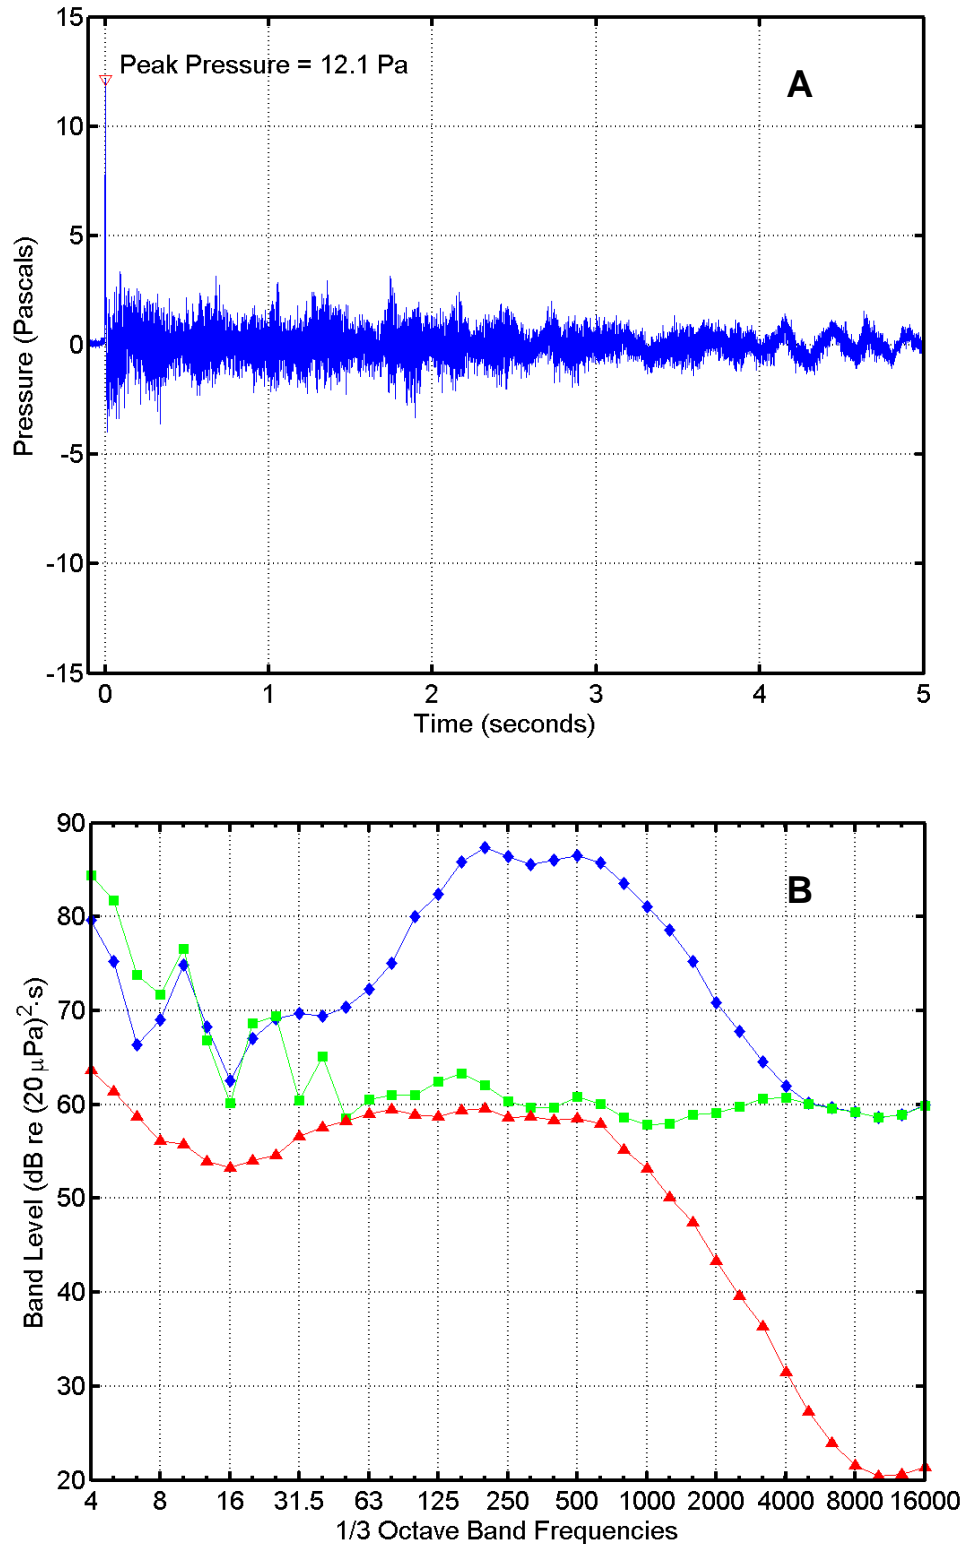 15
Peak Pressure = 12.1 Pa
A
10
5
0
-5
-10
-15
Pressure (Pascals)
0 1 2 3 4 5
Time (seconds)
90
B
80
70
60
50
40
30
20
Band Level (dB re (20 µPa)²·s)
4 8 16 31.5 63 125 250 500 1000 2000 4000 8000 16000
1/3 Octave Band Frequencies